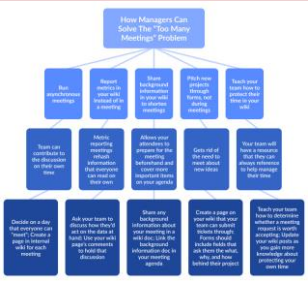 How Managers Can
Solve The "Too Many
Meetings" Problem
Run
asynchronous
meetings
Report
metrics in
your wiki
instead of in
a meeting
Share
background
information
in your wiki
to shorten
meetings
Pitch new
projects
through
forms, not
during
meetings
Teach your
team how to
protect their
time in your
wiki
Team can
contribute to
the discussion
on their own
time
Metric
reporting
meetings
rehash
information
that everyone
can read on
their own
Allows your
attendees to
prepare for the
meeting
beforehand and
cover more
important items
on your agenda
Gets rid of
the need to
meet about
new ideas
Your team will
have a resource
that they can
always reference
to help manage
their time
Decide on a day
that everyone can
"meet". Create a
page in internal
wiki for each
meeting
Ask your team to
discuss how they'd
act on the data at
hand. Use your wiki
page's comments to
hold that
discussion
Share any
background
information about
your meeting in a
wiki doc. Link the
background
information doc in
your meeting
agenda
Create a page on
your wiki that your
team can submit
tickets through.
Forms should
include fields that
ask them the what,
why, and how
behind their project
Teach your team
how to determine
whether a meeting
request is worth
accepting. Update
your wiki posts as
you gain more
knowledge about
protecting your
own time